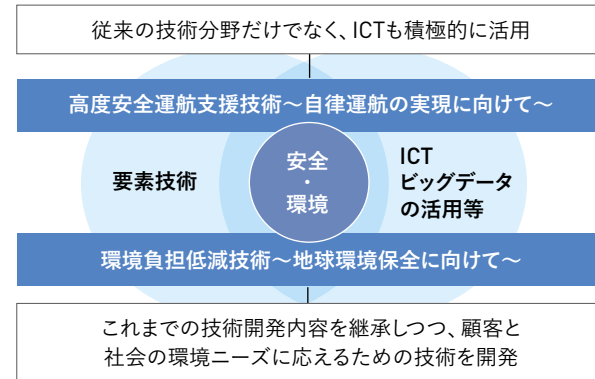 従来の技術分野だけでなく、ICTも積極的に活用
高度安全運航支援技術～自律運航の実現に向けて～
要素技術
安全
・
環境
ICT
ビッグデータ
の活用等
環境負担低減技術～地球環境保全に向けて～
これまでの技術開発内容を継承しつつ、顧客と
社会の環境ニーズに応えるための技術を開発